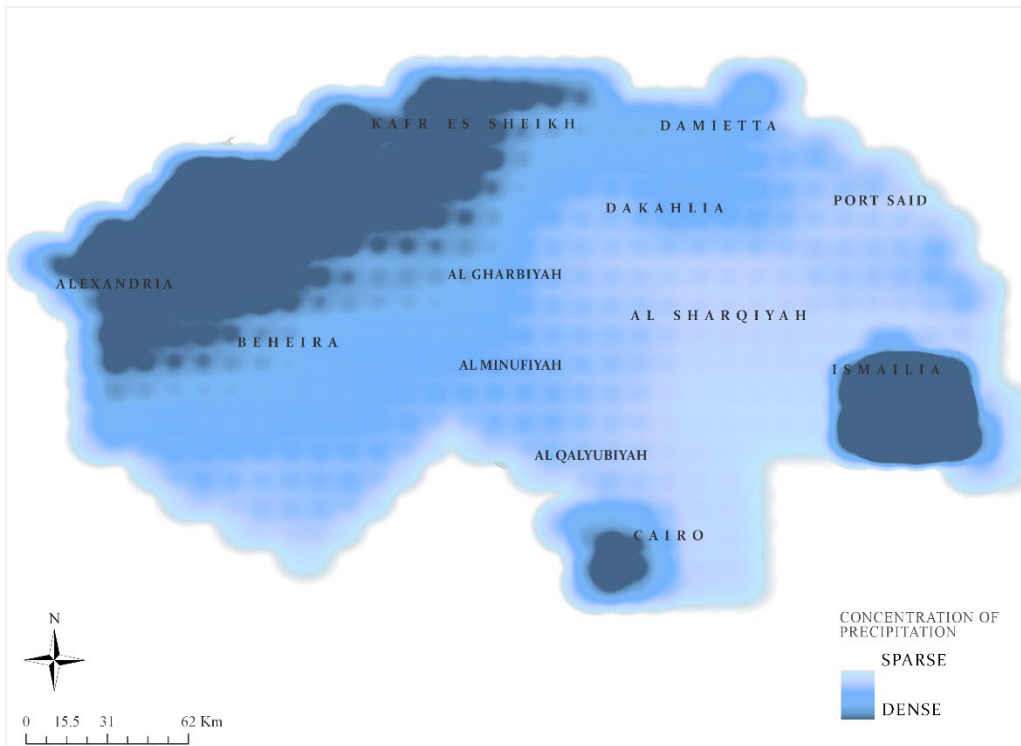 KAFR ES SHEIKH
DAMIETTA
PORT SAID
DAKAHLIA
AL GHARBIYAH
ALEXANDRIA
AL SHARQIYAH
BEHEIRA
AL MINUFIYAH
ISMAILIA
AL QALYUBIYAH
CAIRO
CONCENTRATION OF
PRECIPITATION
SPARSE
DENSE
N
0 15.5 31 62 Km